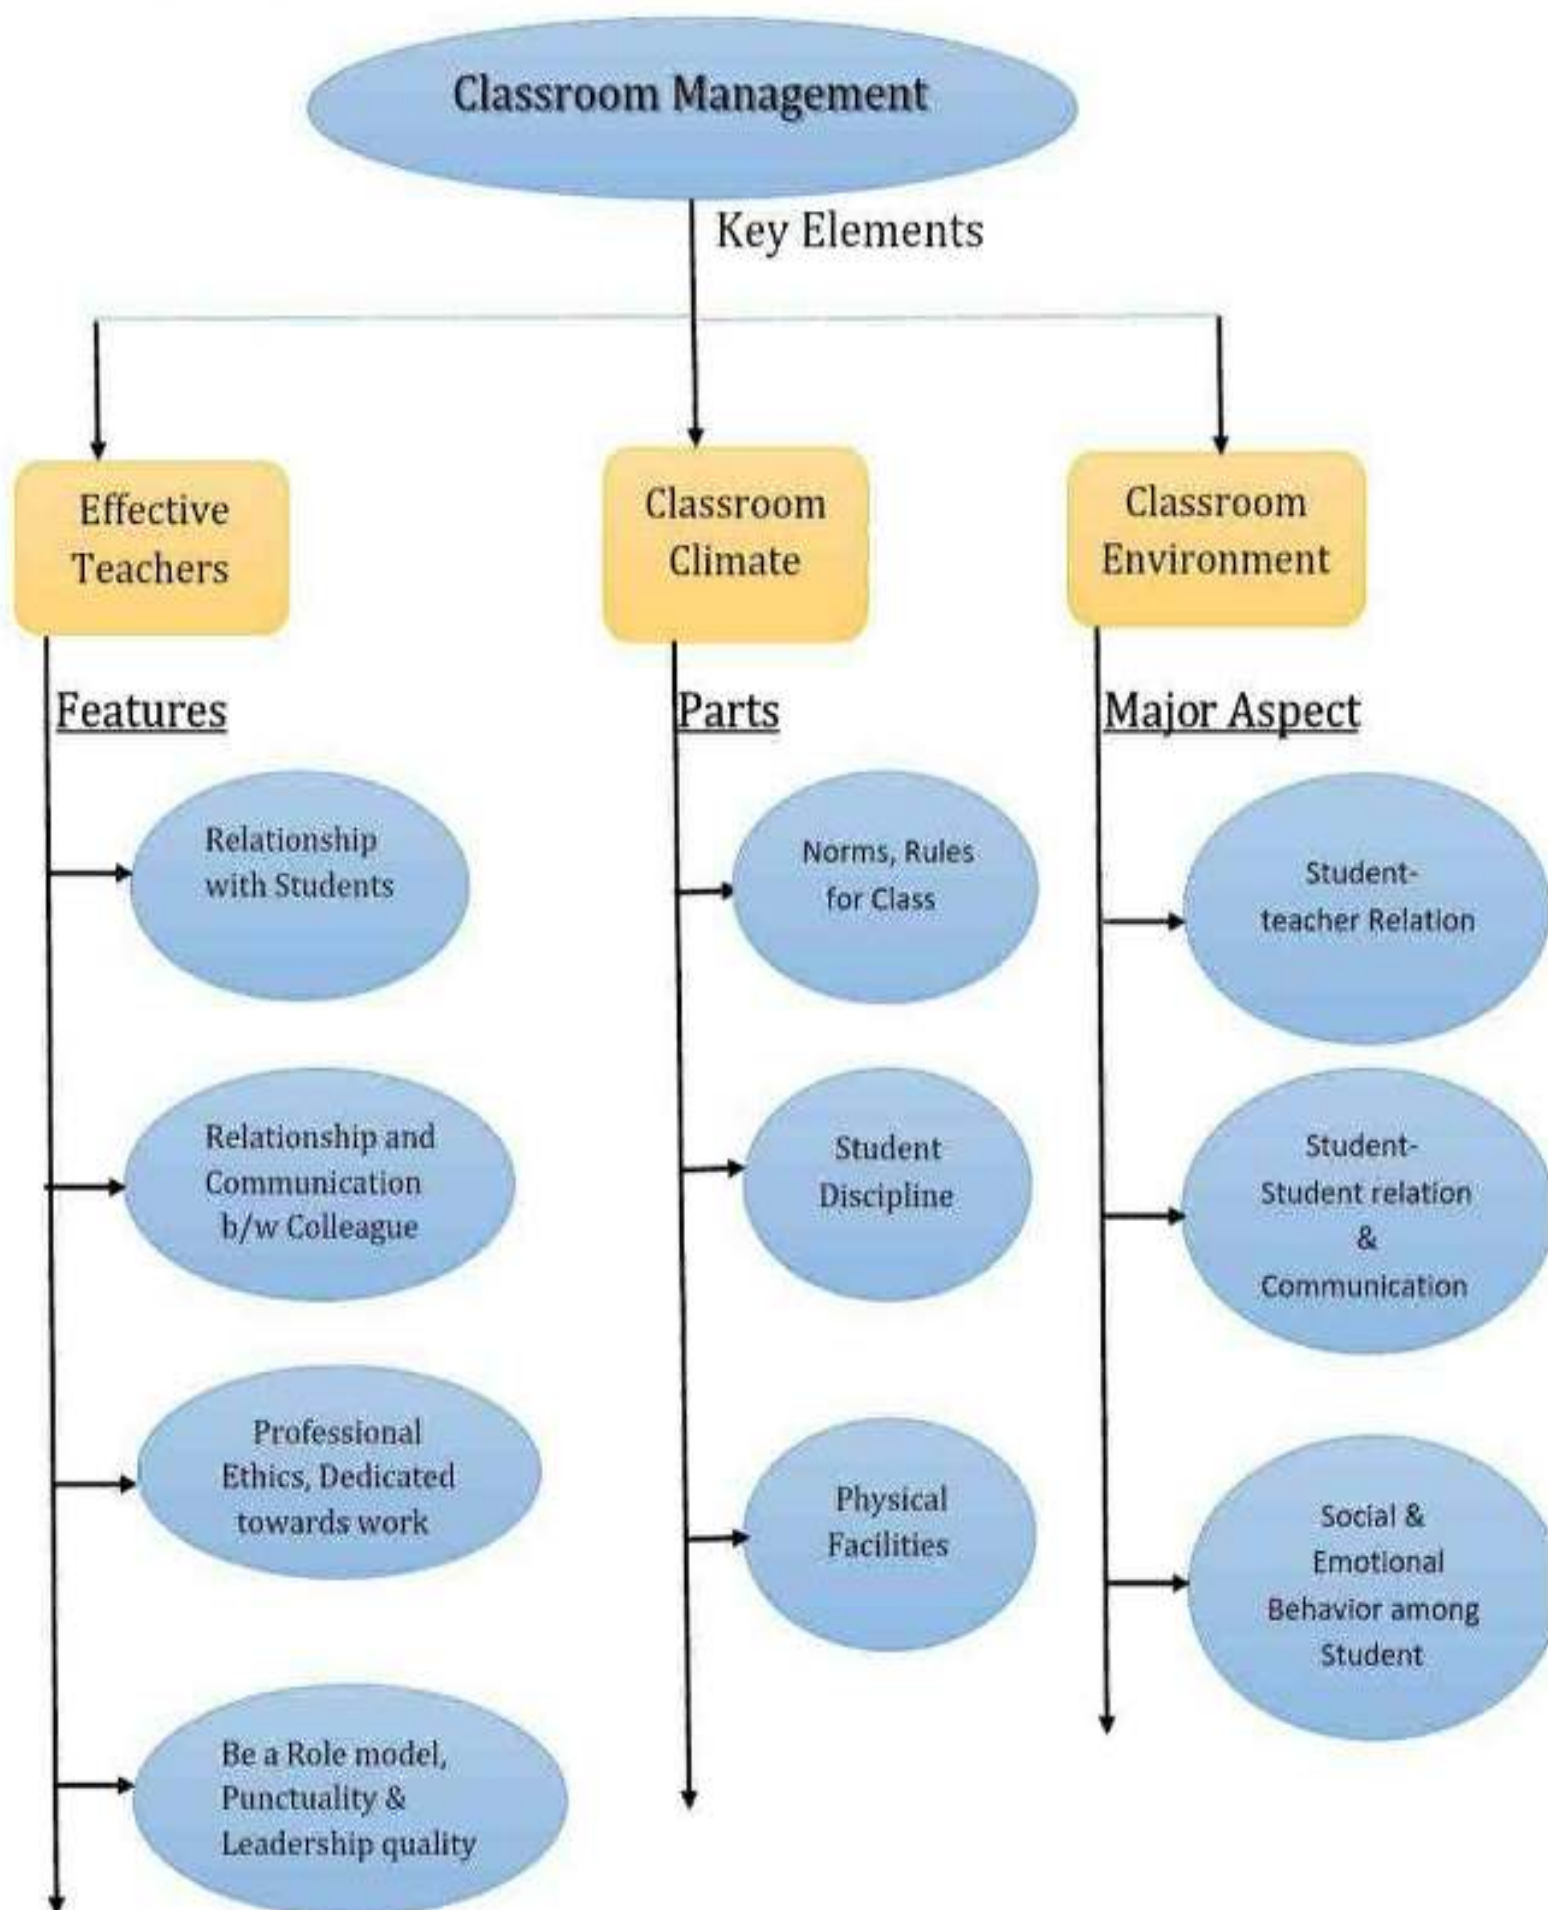 Classroom Management
Key Elements
Effective
Teachers
Classroom
Climate
Classroom
Environment
Features
Parts
Major Aspect
Relationship
with Students
Relationship and
Communication
b/w Colleague
Professional
Ethics, Dedicated
towards work
Be a Role model,
Punctuality &
Leadership quality
Norms, Rules
for Class
Student
Discipline
Physical
Facilities
Student-
teacher Relation
Student-
Student relation
&
Communication
Social &
Emotional
Behavior among
Student